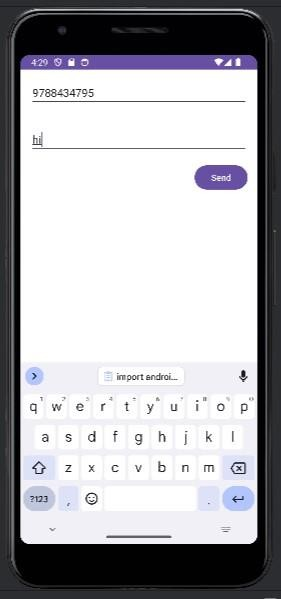 4:29
9788434795
hi
Send
import androi...
q w e r t y u i o p
a s d f g h j k l
z x c v b n m
?123 , .